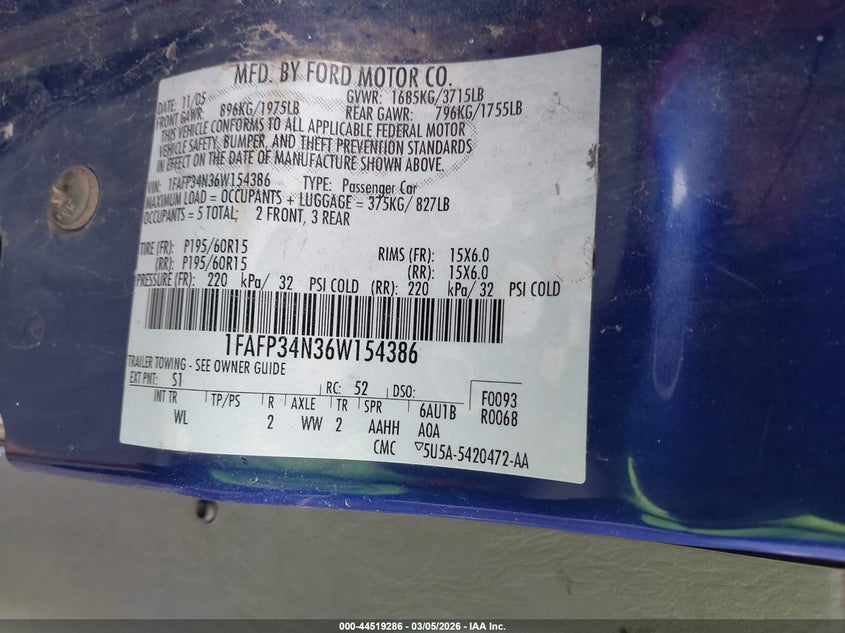 MFD. BY FORD MOTOR CO.
DATE: 11/05 GVWR: 1685KG/3715LB
FRONT GAWR: 896KG/1975LB REAR GAWR: 796KG/1755LB
THIS VEHICLE CONFORMS TO ALL APPLICABLE FEDERAL MOTOR
VEHICLE SAFETY, BUMPER, AND THEFT PREVENTION STANDARDS
IN EFFECT ON THE DATE OF MANUFACTURE SHOWN ABOVE.
VIN: 1FAFP34N36W154386 TYPE: Passenger Car
MAXIMUM LOAD = OCCUPANTS + LUGGAGE = 375KG/ 827LB
OCCUPANTS = 5 TOTAL; 2 FRONT, 3 REAR
TIRE (FR): P195/60R15 RIMS (FR): 15X6.0
(RR): P195/60R15 (RR): 15X6.0
PRESSURE (FR): 220 kPa/ 32 PSI COLD (RR): 220 kPa/ 32 PSI COLD
1FAFP34N36W154386
TRAILER TOWING - SEE OWNER GUIDE
EXT PNT: S1 RC: 52 DSO: F0093
INT TR TP/PS R AXLE TR SPR 6AU1B R0068
WL 2 WW 2 AAHH AOA
CMC ▽5U5A-5420472-AA
000-44519286 - 03/05/2026 - IAA Inc.